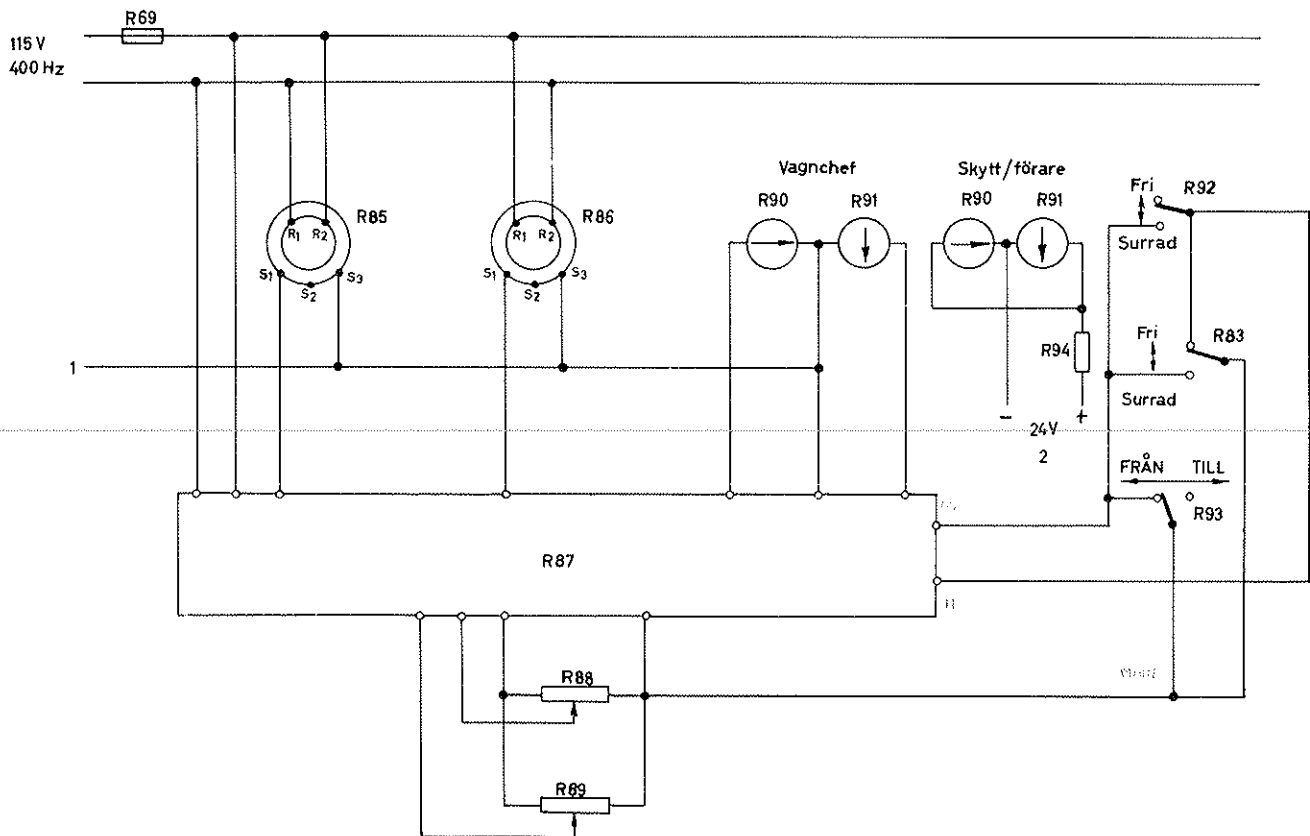 R69
115 V
400 Hz
Vagnchef
Skytt/förare
R90
R91
R90
R91
Fri
R92
R1
R2
R85
R1
R2
R86
Surrad
S1
S2
S3
S1
S2
S3
Fri
R83
R94
1
Surrad
- 24V +
2
FRÅN
TILL
R93
R87
11
R88
R89